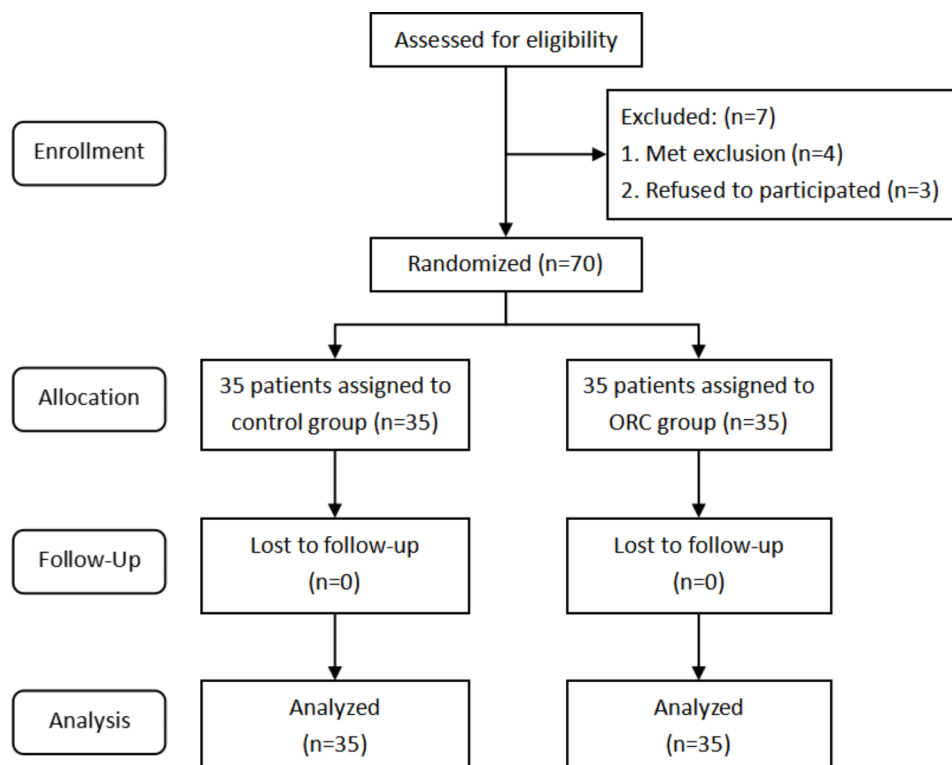 Assessed for eligibility
Enrollment
Excluded: (n=7)
1. Met exclusion (n=4)
2. Refused to participated (n=3)
Randomized (n=70)
Allocation
35 patients assigned to
control group (n=35)
35 patients assigned to
ORC group (n=35)
Follow-Up
Lost to follow-up
(n=0)
Lost to follow-up
(n=0)
Analysis
Analyzed
(n=35)
Analyzed
(n=35)